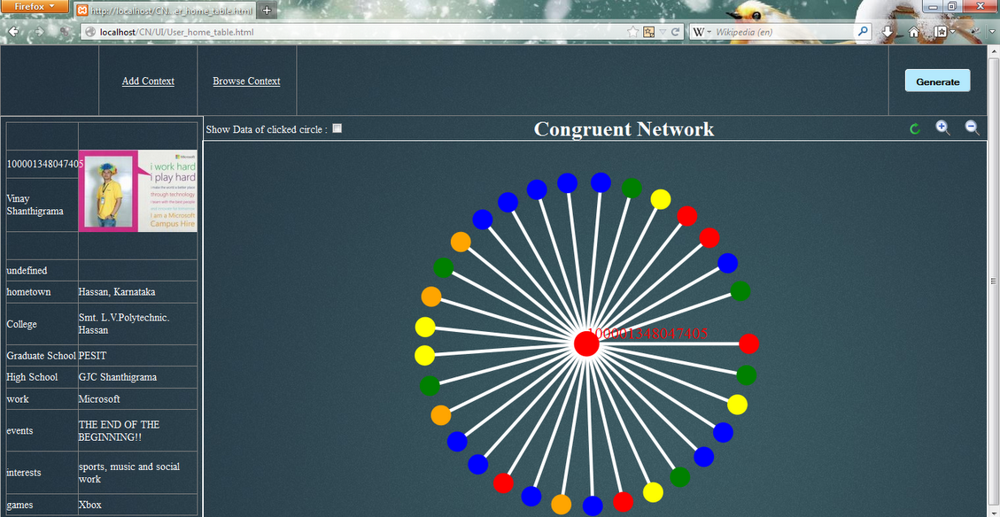 Firefox
http://localhost/CN...er_home_table.html
localhost/CN/UI/User_home_table.html
W
Wikipedia (en)
Add Context
Browse Context
Generate
Show Data of clicked circle :
Congruent Network
100001348047405
Microsoft
i work hard
i play hard
through technology
I am a Microsoft
Campus Hire
Vinay
Shanthigrama
undefined
hometown
Hassan, Karnataka
College
Smt. L.V.Polytechnic.
Hassan
Graduate School
PESIT
High School
GJC Shanthigrama
work
Microsoft
events
THE END OF THE
BEGINNING!!
interests
sports, music and social
work
games
Xbox
100001348047405